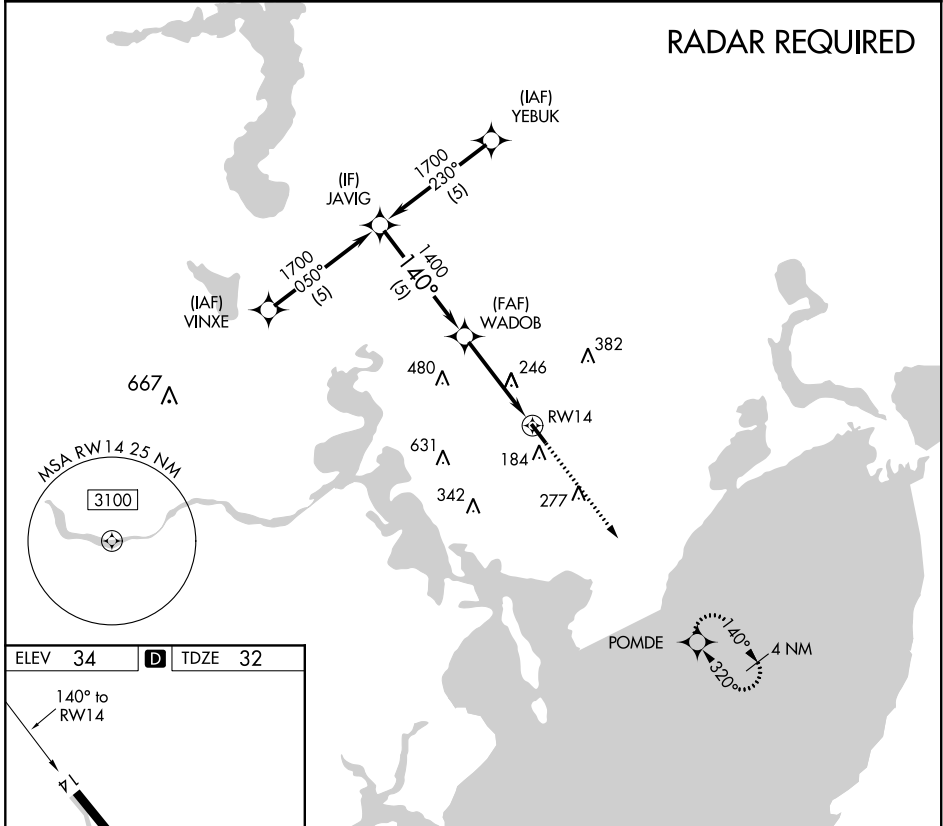 RADAR REQUIRED
(IAF)
YEBUK
1700
230°
(5)
(IF)
JAVIG
1700
050°
(5)
1400
140°
(5)
(IAF)
VINXE
(FAF)
WADOB
382
480
246
667
RW14
631
184
MSA RW14 25 NM
3100
342
277
POMDE
140°
4 NM
320°
ELEV 34 D TDZE 32
140° to
RW14
14